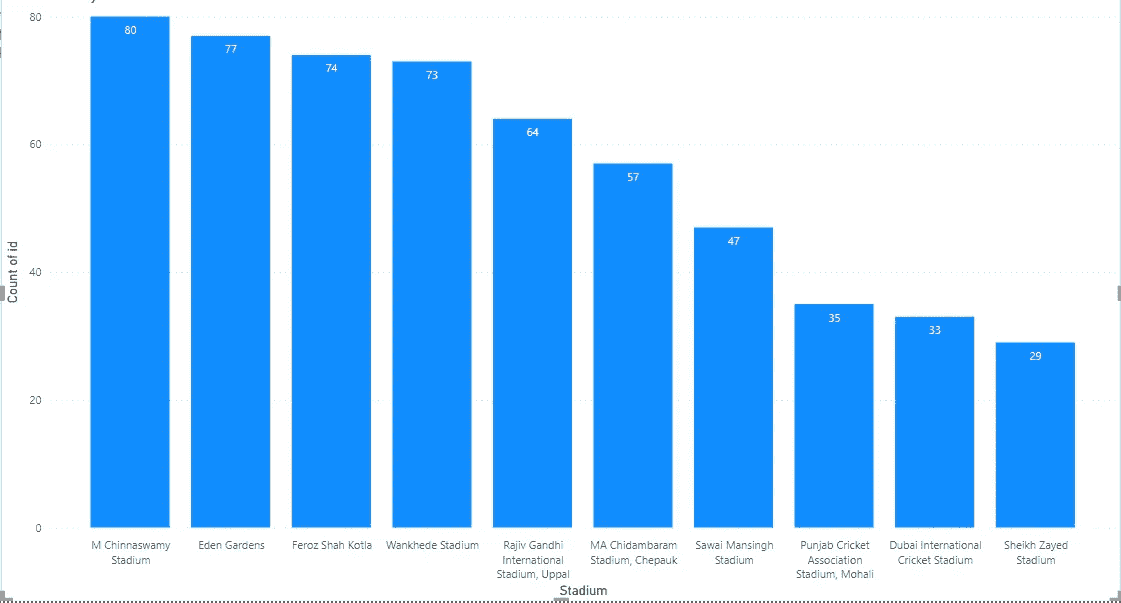 80
60
40
20
0
Count of id
80
77
74
73
64
57
47
35
33
29
M Chinnaswamy
Stadium
Eden Gardens
Feroz Shah Kotla
Wankhede Stadium
Rajiv Gandhi
International
Stadium, Uppal
MA Chidambaram
Stadium, Chepauk
Sawai Mansingh
Stadium
Punjab Cricket
Association
Stadium, Mohali
Dubai International
Cricket Stadium
Sheikh Zayed
Stadium
Stadium